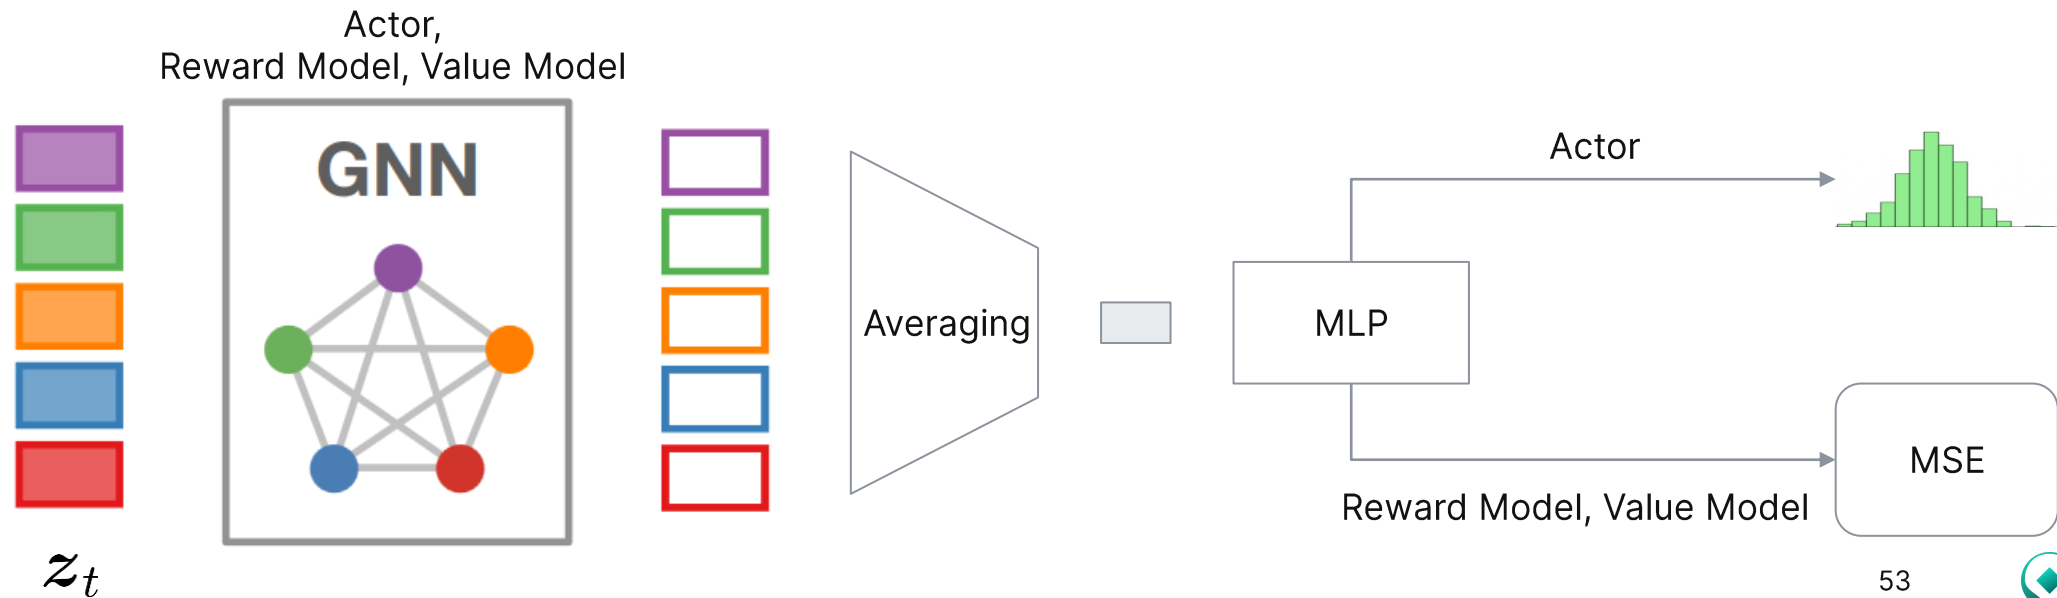 Actor,
Reward Model, Value Model
GNN
z_t
Averaging
MLP
Actor
Reward Model, Value Model
MSE
53